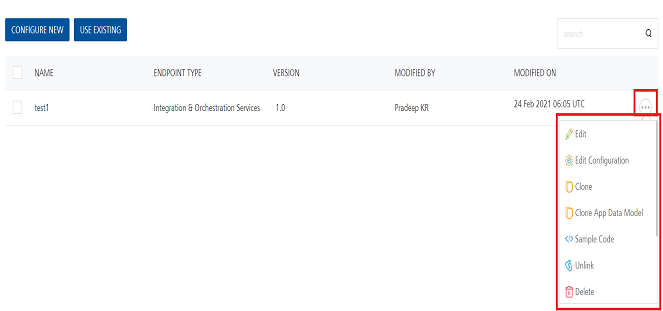 CONFIGURE NEW USE EXISTING search
NAME ENDPOINT TYPE VERSION MODIFIED BY MODIFIED ON
test1 Integration & Orchestration Services 1.0 Pradeep KR 24 Feb 2021 06:05 UTC
Edit
Edit Configuration
Clone
Clone App Data Model
Sample Code
Unlink
Delete